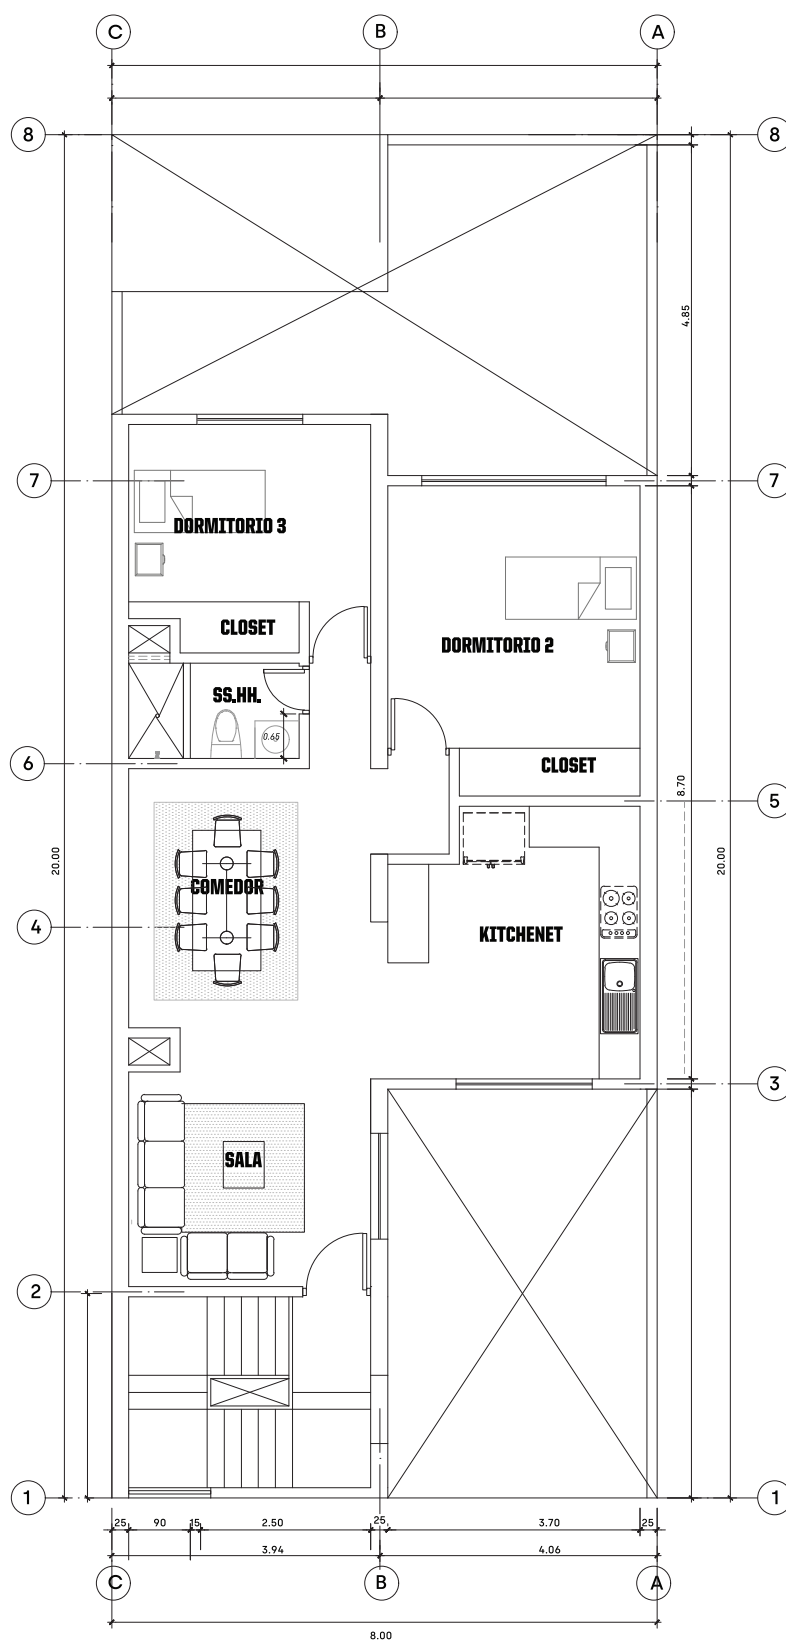 C
B
A
8
8
4.85
7
7
DORMITORIO 3
CLOSET
DORMITORIO 2
SS.HH.
0.65
6
CLOSET
5
8.70
20.00
20.00
COMEDOR
4
KITCHENET
3
SALA
2
1
1
25
90
15
2.50
25
3.70
25
3.94
4.06
C
B
A
8.00